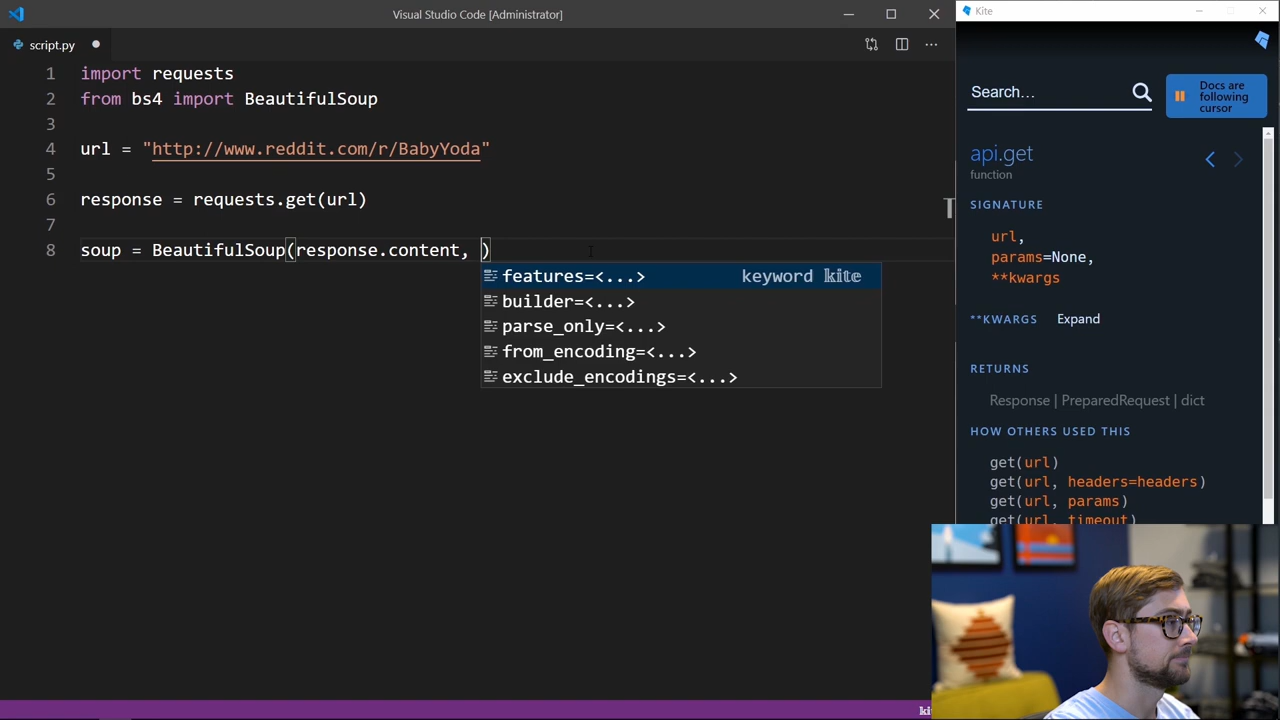 Visual Studio Code [Administrator]
script.py
1 import requests
2 from bs4 import BeautifulSoup
3
4 url = "http://www.reddit.com/r/BabyYoda"
5
6 response = requests.get(url)
7
8 soup = BeautifulSoup(response.content, )
features=<...> keyword kite
builder=<...>
parse_only=<...>
from_encoding=<...>
exclude_encodings=<...>
Kite
Search...
Docs are
following
cursor
api.get
function
SIGNATURE
url,
params=None,
**kwargs
**KWARGS Expand
RETURNS
Response | PreparedRequest | dict
HOW OTHERS USED THIS
get(url)
get(url, headers=headers)
get(url, params)
get(url, timeout)